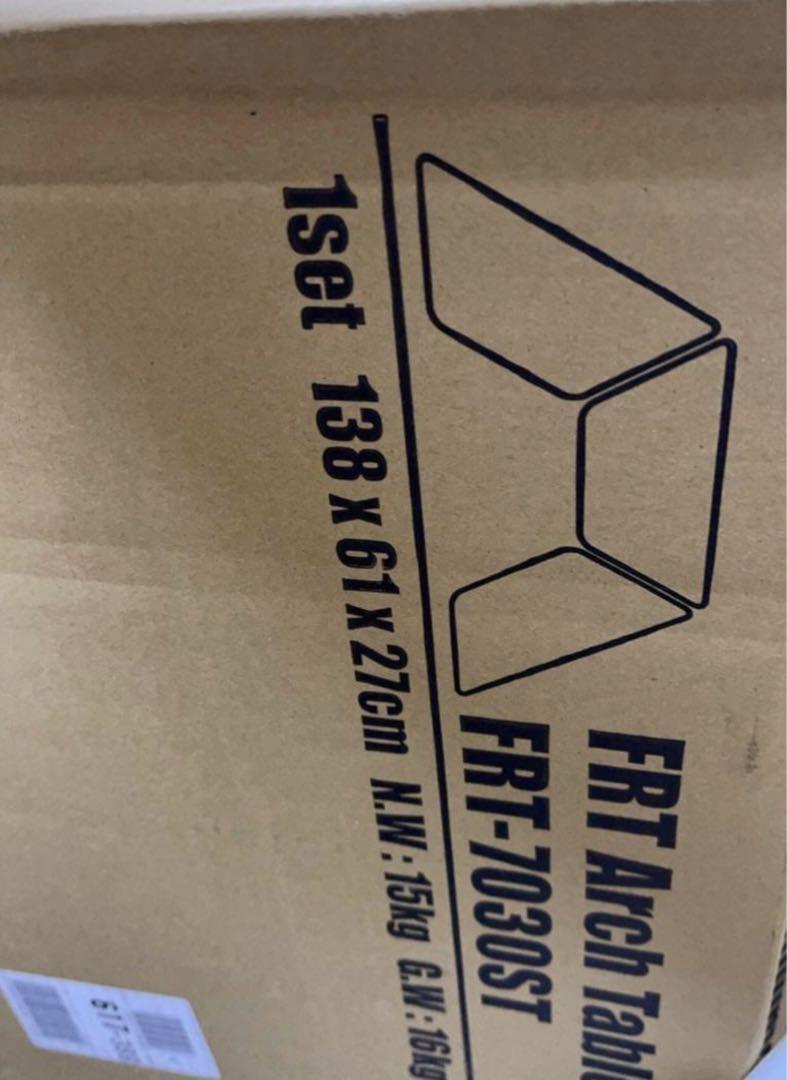 FRT Arch Tabl
FRT-7030ST
1set 138 x 61 x 27cm N.W : 15kg G.W : 16kg